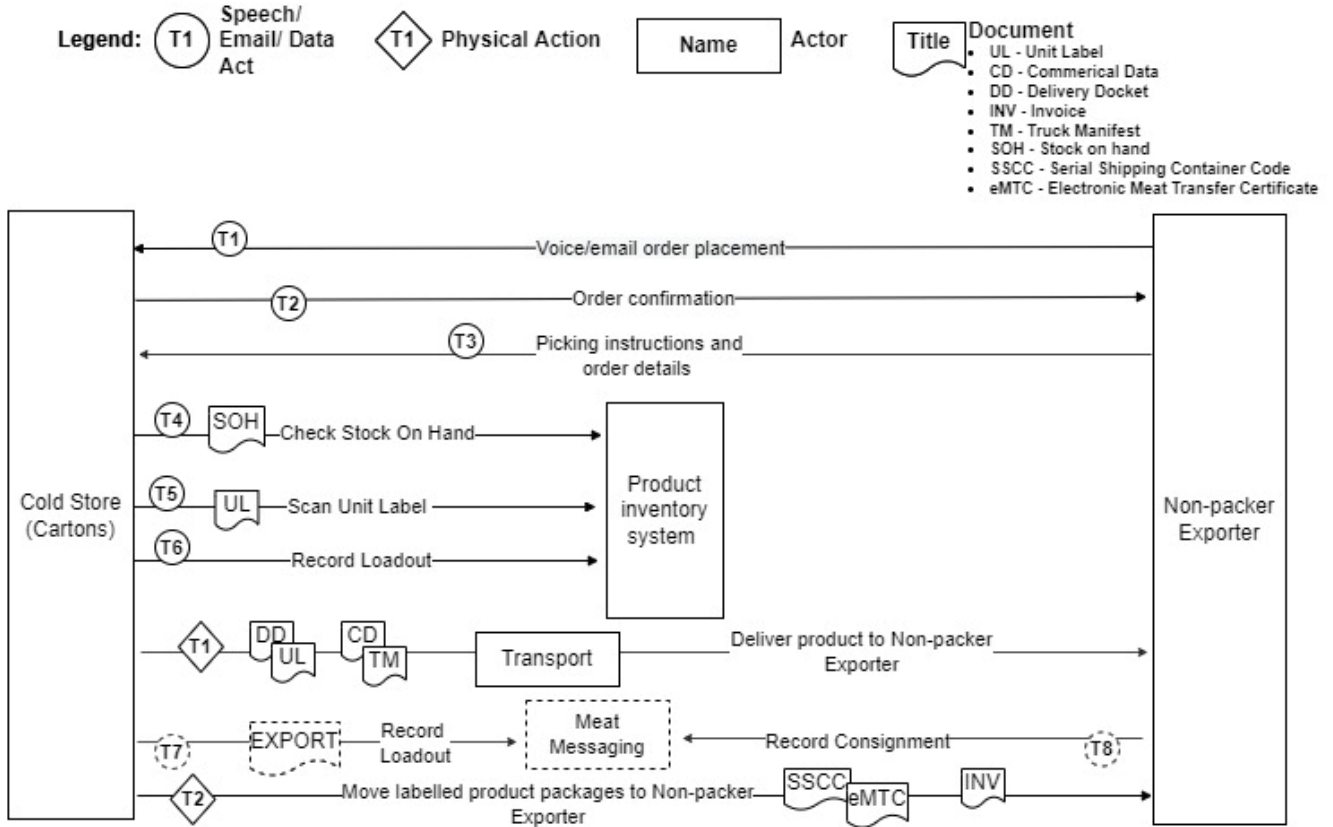 Legend:
T1
Speech/
Email/ Data
Act
T1
Physical Action
Name
Actor
Title
Document
• UL - Unit Label
• CD - Commerical Data
• DD - Delivery Docket
• INV - Invoice
• TM - Truck Manifest
• SOH - Stock on hand
• SSCC - Serial Shipping Container Code
• eMTC - Electronic Meat Transfer Certificate
T1
Voice/email order placement
T2
Order confirmation
T3
Picking instructions and
order details
T4
SOH
Check Stock On Hand
Cold Store
(Cartons)
T5
UL
Scan Unit Label
Product
inventory
system
Non-packer
Exporter
T6
Record Loadout
T1
DD
UL
CD
TM
Transport
Deliver product to Non-packer
Exporter
T7
EXPORT
Record
Loadout
Meat
Messaging
Record Consignment
T8
T2
Move labelled product packages to Non-packer
Exporter
SSCC
eMTC
INV